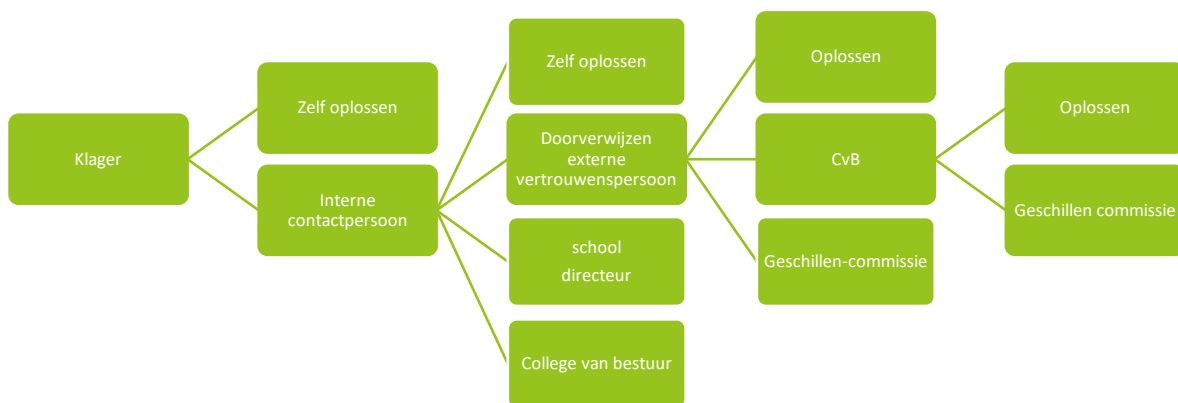 Klager
Zelf oplossen
Interne
contactpersoon
Zelf oplossen
Doorverwijzen
externe
vertrouwenspersoon
school
directeur
College van bestuur
Oplossen
CvB
Geschillen-commissie
Oplossen
Geschillen commissie